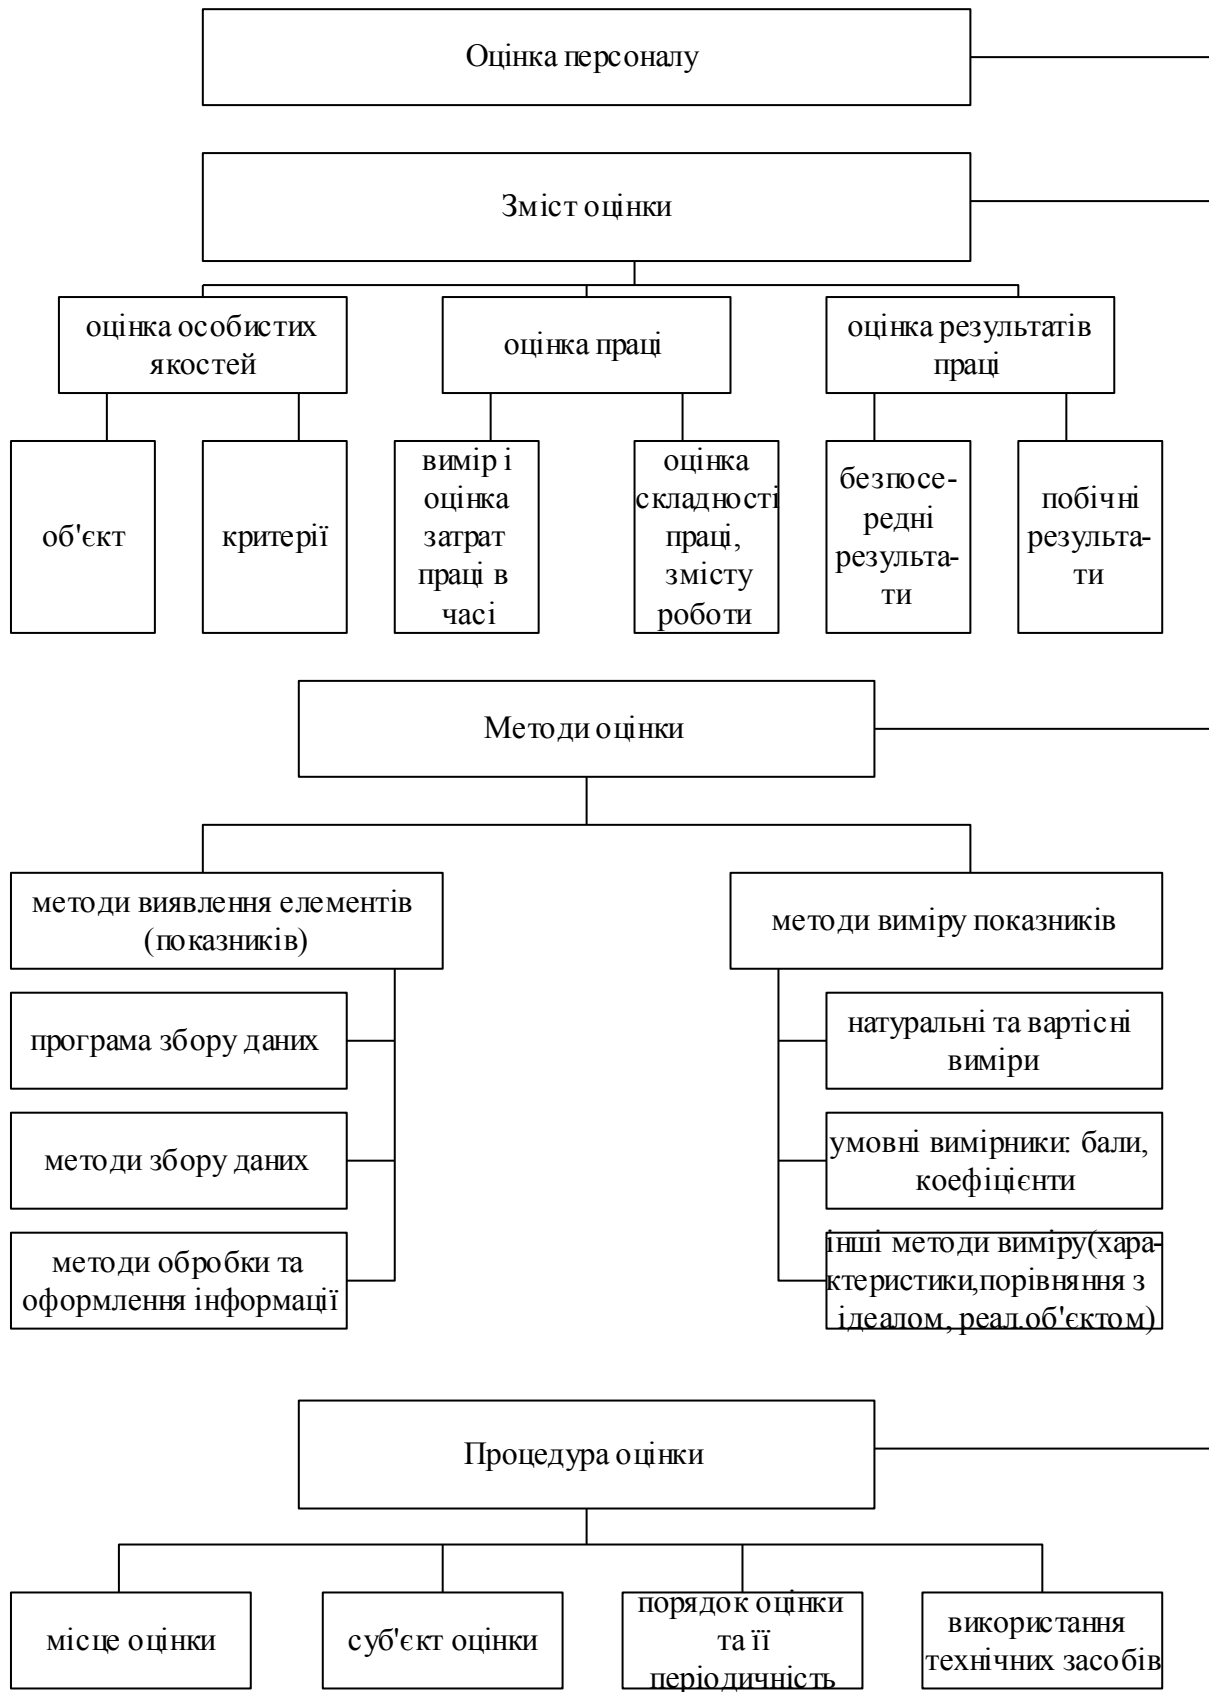 Оцінка персоналу
Зміст оцінки
оцінка особистих
якостей
оцінка праці
оцінка результатів
праці
об'єкт
критерії
вимір і
оцінка
затрат
праці в
часі
оцінка
складності
праці,
змісту
роботи
безпосе-
редні
результа-
ти
побічні
результа-
ти
Методи оцінки
методи виявлення елементів
(показників)
методи виміру показників
програма збору даних
натуральні та вартісні
виміри
методи збору даних
умовні вимірники: бали,
коефіцієнти
методи обробки та
оформлення інформації
інші методи виміру(хара-
ктеристики,порівняння з
ідеалом, реал.об'єктом)
Процедура оцінки
місце оцінки
суб'єкт оцінки
порядок оцінки
та її
періодичність
використання
технічних засобів